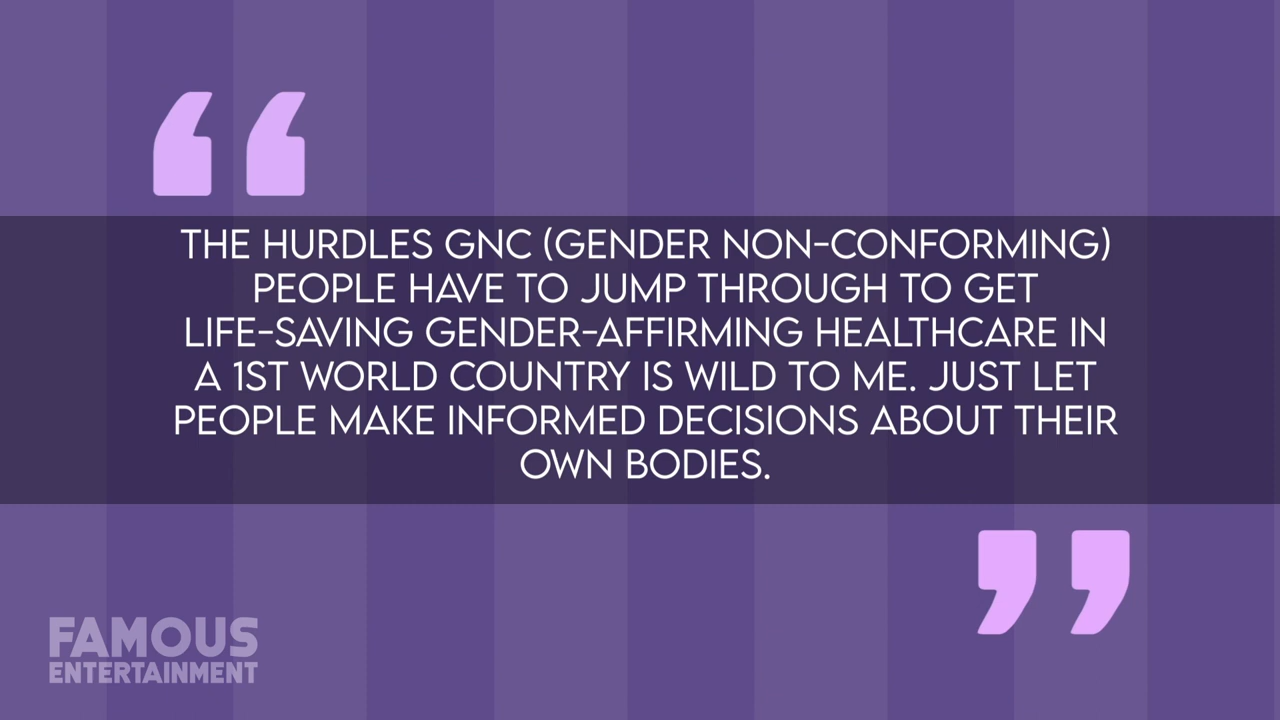 THE HURDLES GNC (GENDER NON-CONFORMING)
PEOPLE HAVE TO JUMP THROUGH TO GET
LIFE-SAVING GENDER-AFFIRMING HEALTHCARE IN
A 1ST WORLD COUNTRY IS WILD TO ME. JUST LET
PEOPLE MAKE INFORMED DECISIONS ABOUT THEIR
OWN BODIES.
FAMOUS
ENTERTAINMENT